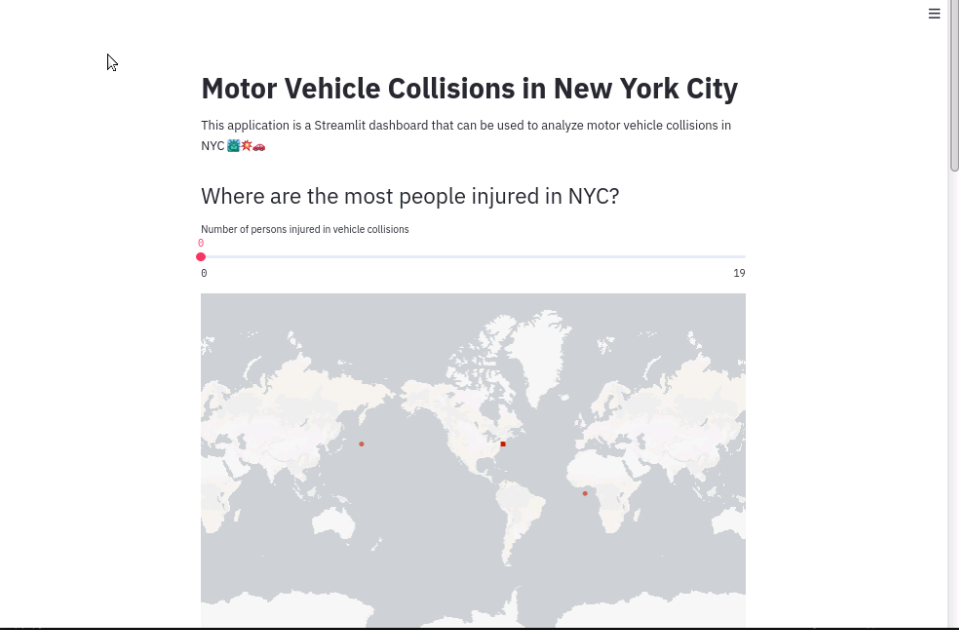 Motor Vehicle Collisions in New York City
This application is a Streamlit dashboard that can be used to analyze motor vehicle collisions in
NYC 🗽💥🚗
Where are the most people injured in NYC?
Number of persons injured in vehicle collisions
0
0 19